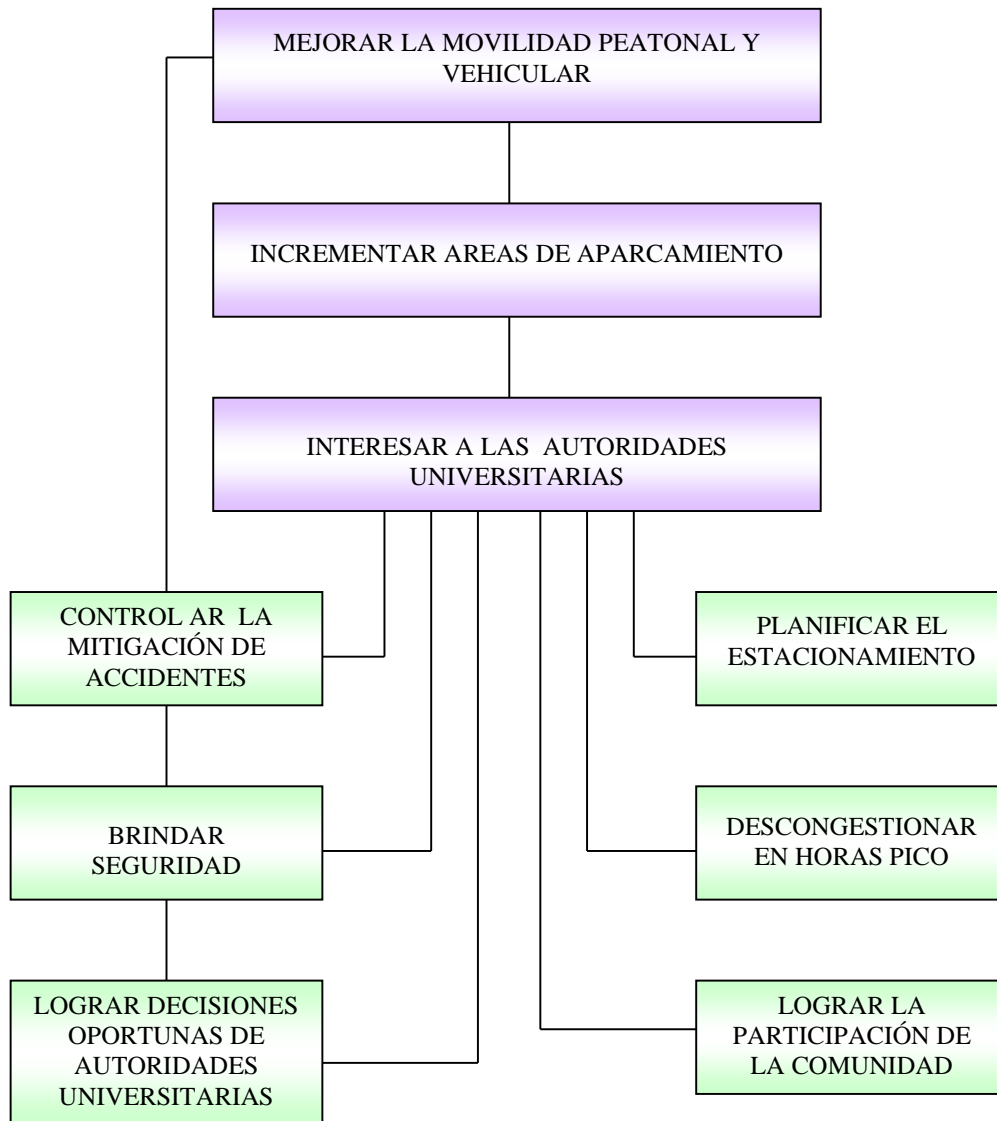 MEJORAR LA MOVILIDAD PEATONAL Y
VEHICULAR
INCREMENTAR AREAS DE APARCAMIENTO
INTERESAR A LAS AUTORIDADES
UNIVERSITARIAS
CONTROL AR LA
MITIGACIÓN DE
ACCIDENTES
PLANIFICAR EL
ESTACIONAMIENTO
BRINDAR
SEGURIDAD
DESCONGESTIONAR
EN HORAS PICO
LOGRAR DECISIONES
OPORTUNAS DE
AUTORIDADES
UNIVERSITARIAS
LOGRAR LA
PARTICIPACIÓN DE
LA COMUNIDAD